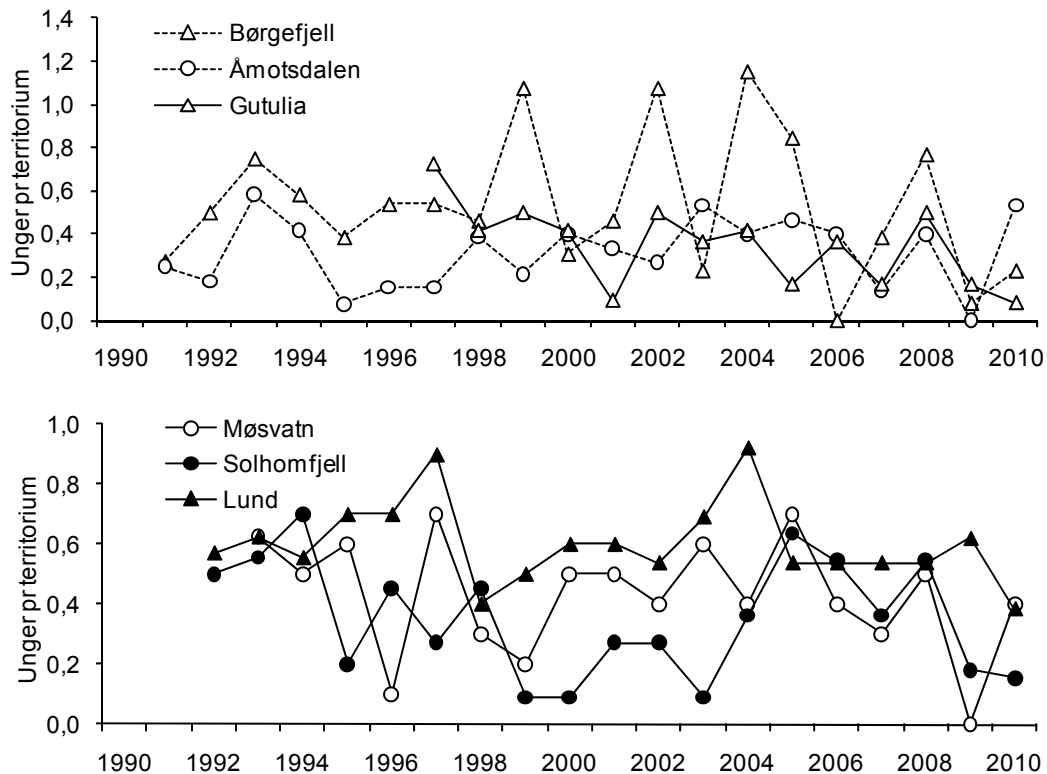 Unger pr territorium
1,4
1,2
1,0
0,8
0,6
0,4
0,2
0,0
Børgefjell
Åmotsdalen
Gutulia
1990 1992 1994 1996 1998 2000 2002 2004 2006 2008 2010
Unger pr territorium
1,0
0,8
0,6
0,4
0,2
0,0
Møsvatn
Solhomfjell
Lund
1990 1992 1994 1996 1998 2000 2002 2004 2006 2008 2010